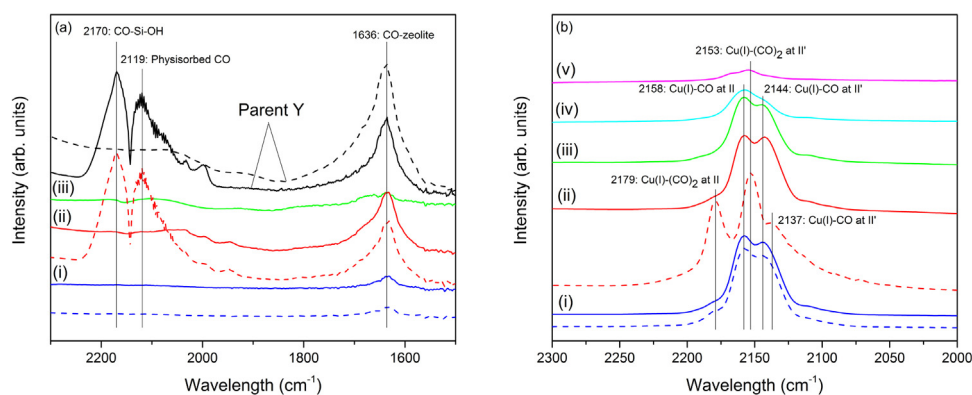 (a)
2170: CO-Si-OH
2119: Physisorbed CO
1636: CO-zeolite
Parent Y
(iii)
(ii)
(i)
Intensity (arb. units)
2200 2000 1800 1600
Wavelength (cm⁻¹)
(b)
2153: Cu(I)-(CO)₂ at II'
(v)
2158: Cu(I)-CO at II
2144: Cu(I)-CO at II'
(iv)
(iii)
(ii)
2179: Cu(I)-(CO)₂ at II
2137: Cu(I)-CO at II'
(i)
Intensity (arb. units)
2300 2250 2200 2150 2100 2050 2000
Wavelength (cm⁻¹)